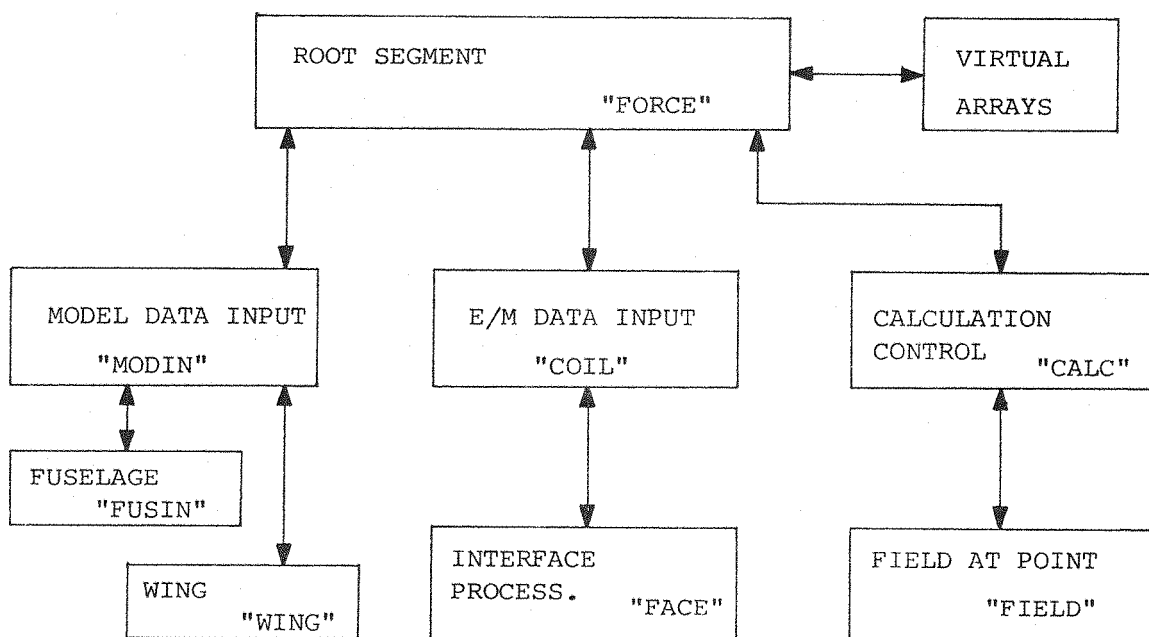 ROOT SEGMENT
"FORCE"
VIRTUAL
ARRAYS
MODEL DATA INPUT
"MODIN"
E/M DATA INPUT
"COIL"
CALCULATION
CONTROL
"CALC"
FUSELAGE
"FUSIN"
WING
"WING"
INTERFACE
PROCESS.
"FACE"
FIELD AT POINT
"FIELD"